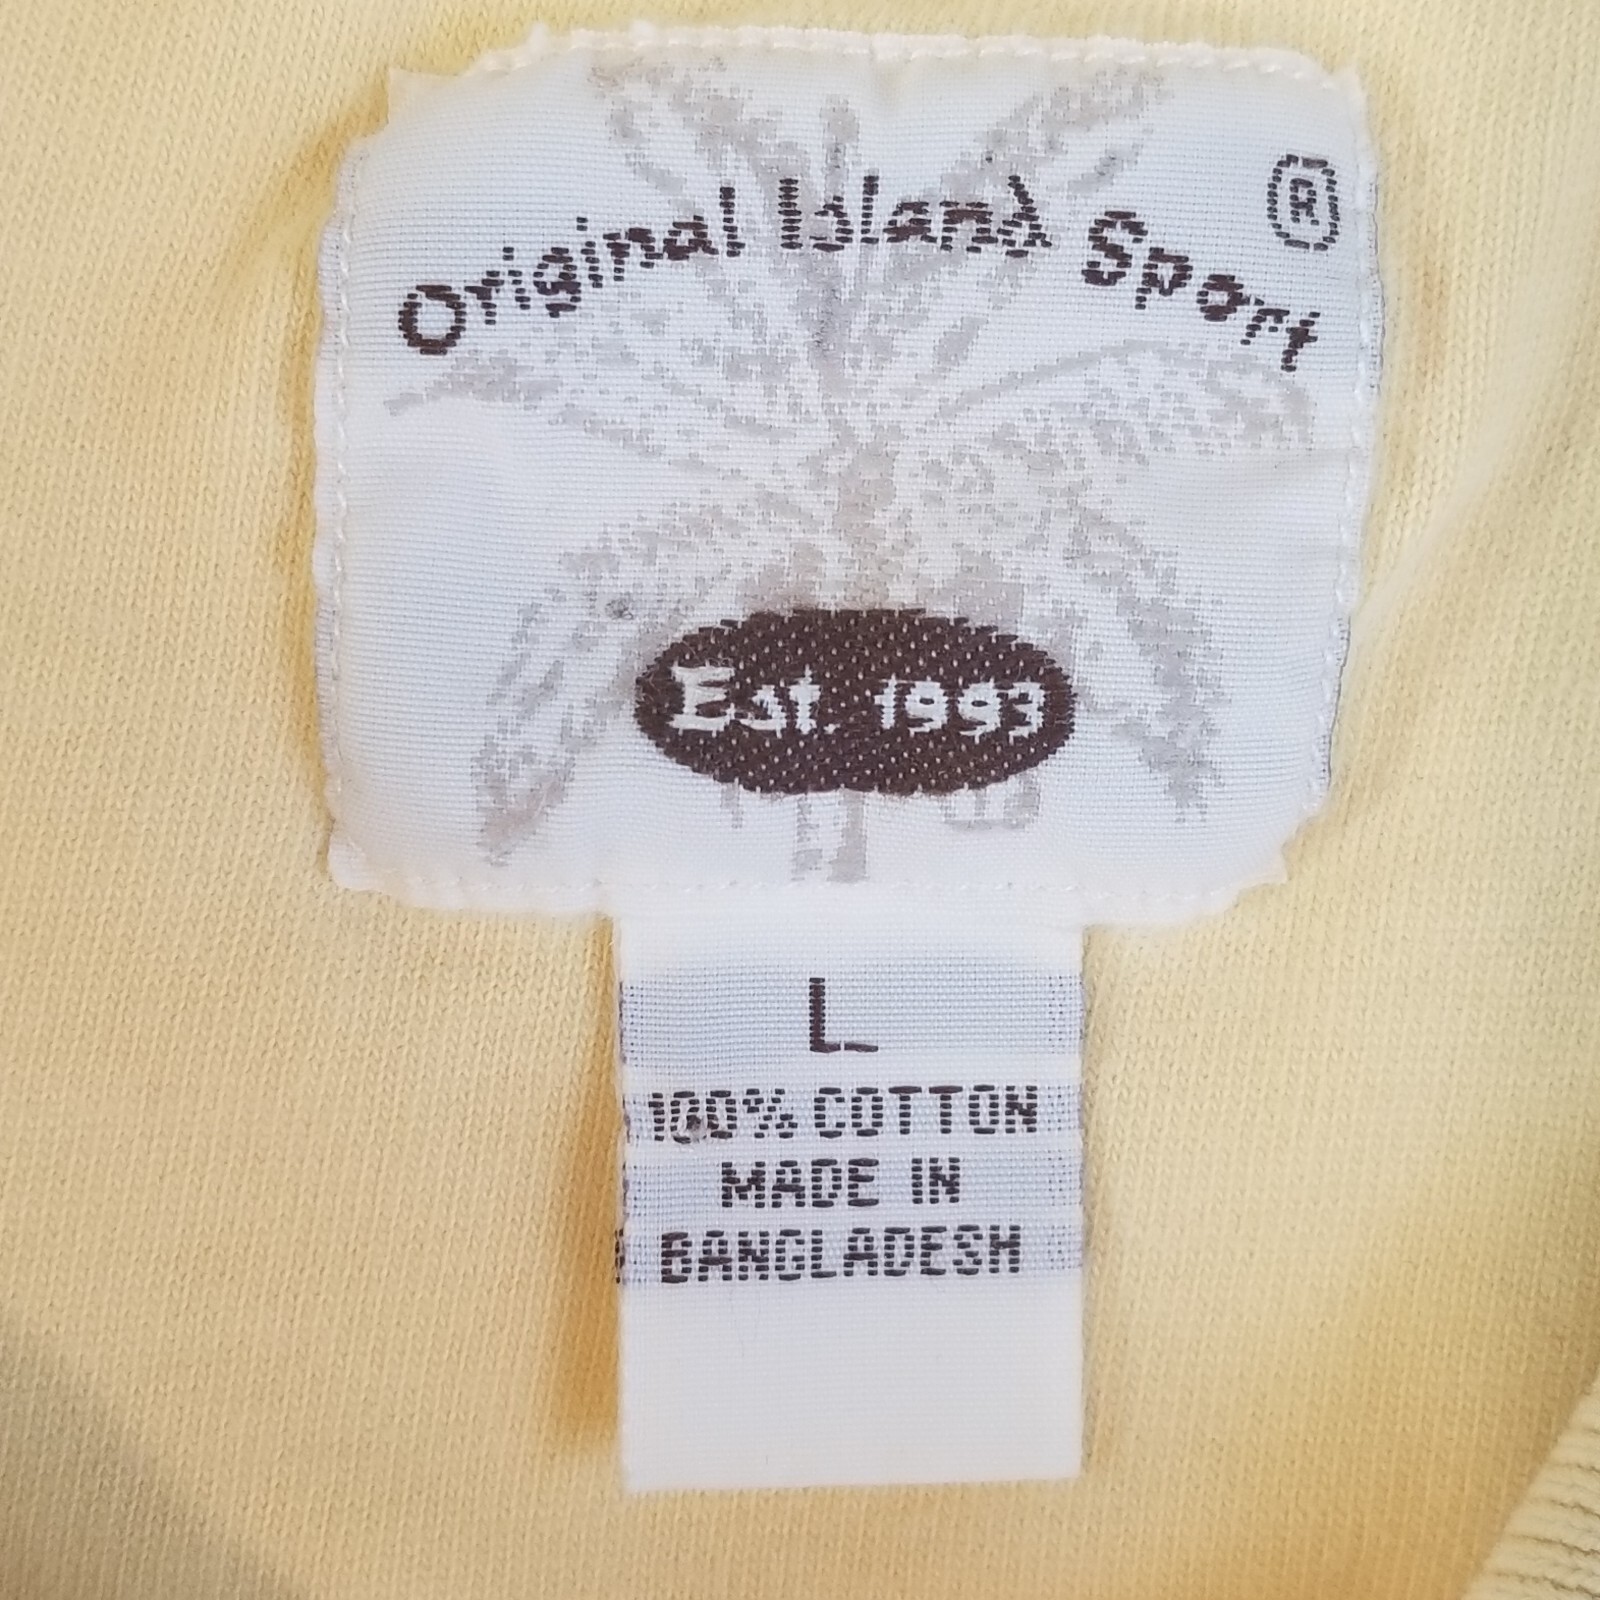 Original Island Sport ®
Est. 1993
L
100% COTTON
MADE IN
BANGLADESH